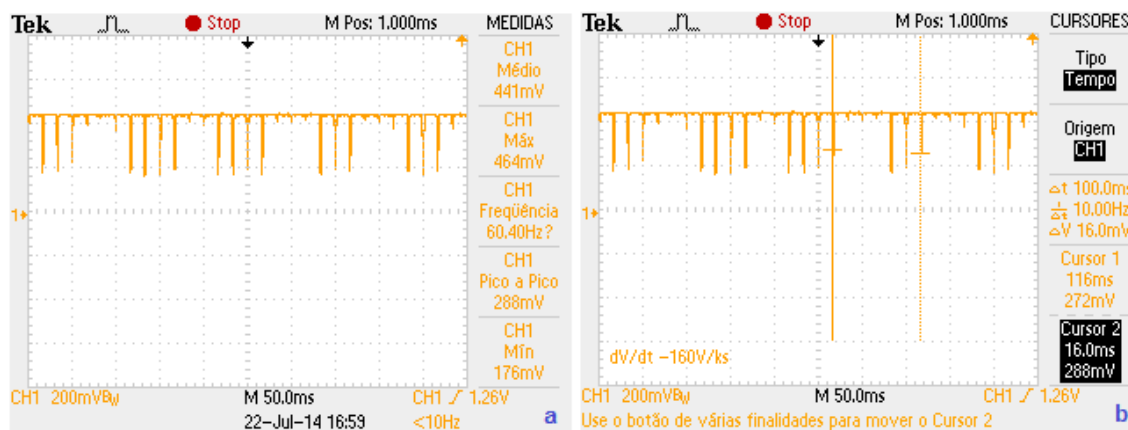 Tek Stop M Pos: 1.000ms MEDIDAS
CH1
Médio
441mV
CH1
Máx
464mV
CH1
Freqüência
60.40Hz?
CH1
Pico a Pico
288mV
CH1
Mín
176mV
1
CH1 200mVBW M 50.0ms CH1 1.26V
22-Jul-14 16:59 <10Hz
a
Tek Stop M Pos: 1.000ms CURSORES
Tipo
Tempo
Origem
CH1
Δt 100.0ms
1/Δt 10.00Hz
ΔV 16.0mV
Cursor 1
116ms
272mV
Cursor 2
16.0ms
288mV
1
dV/dt -160V/ks
CH1 200mVBW M 50.0ms CH1 1.26V
Use o botão de várias finalidades para mover o Cursor 2
b